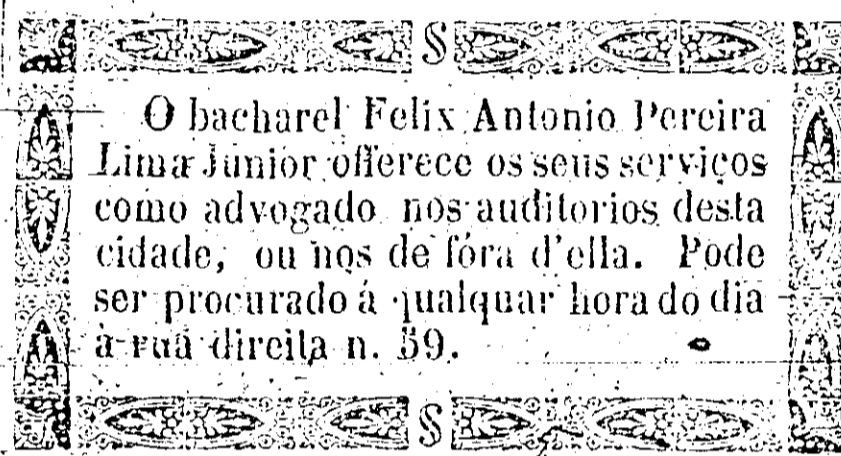 O bacharel Felix Antonio Pereira
Lima Junior offerece os seus serviços
como advogado nos auditorios desta
cidade, ou nos de fóra d'ella. Pode
ser procurado á qualquar hora do dia
á rua direita n. 59.